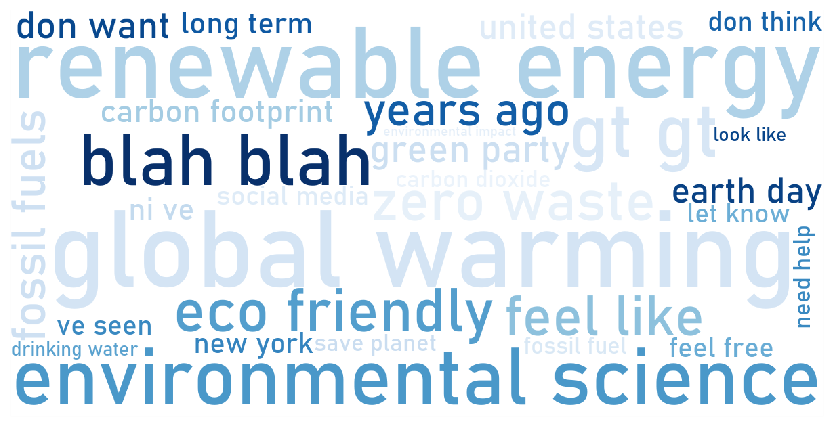 don want
long term
united states
don think
renewable energy
carbon footprint
years ago
gt gt
look like
environmental impact
blah blah
green party
fossil fuels
carbon dioxide
earth day
social media
zero waste
ni ve
let know
global warming
need help
eco friendly
feel like
ve seen
new york
save planet
fossil fuel
feel free
drinking water
environmental science